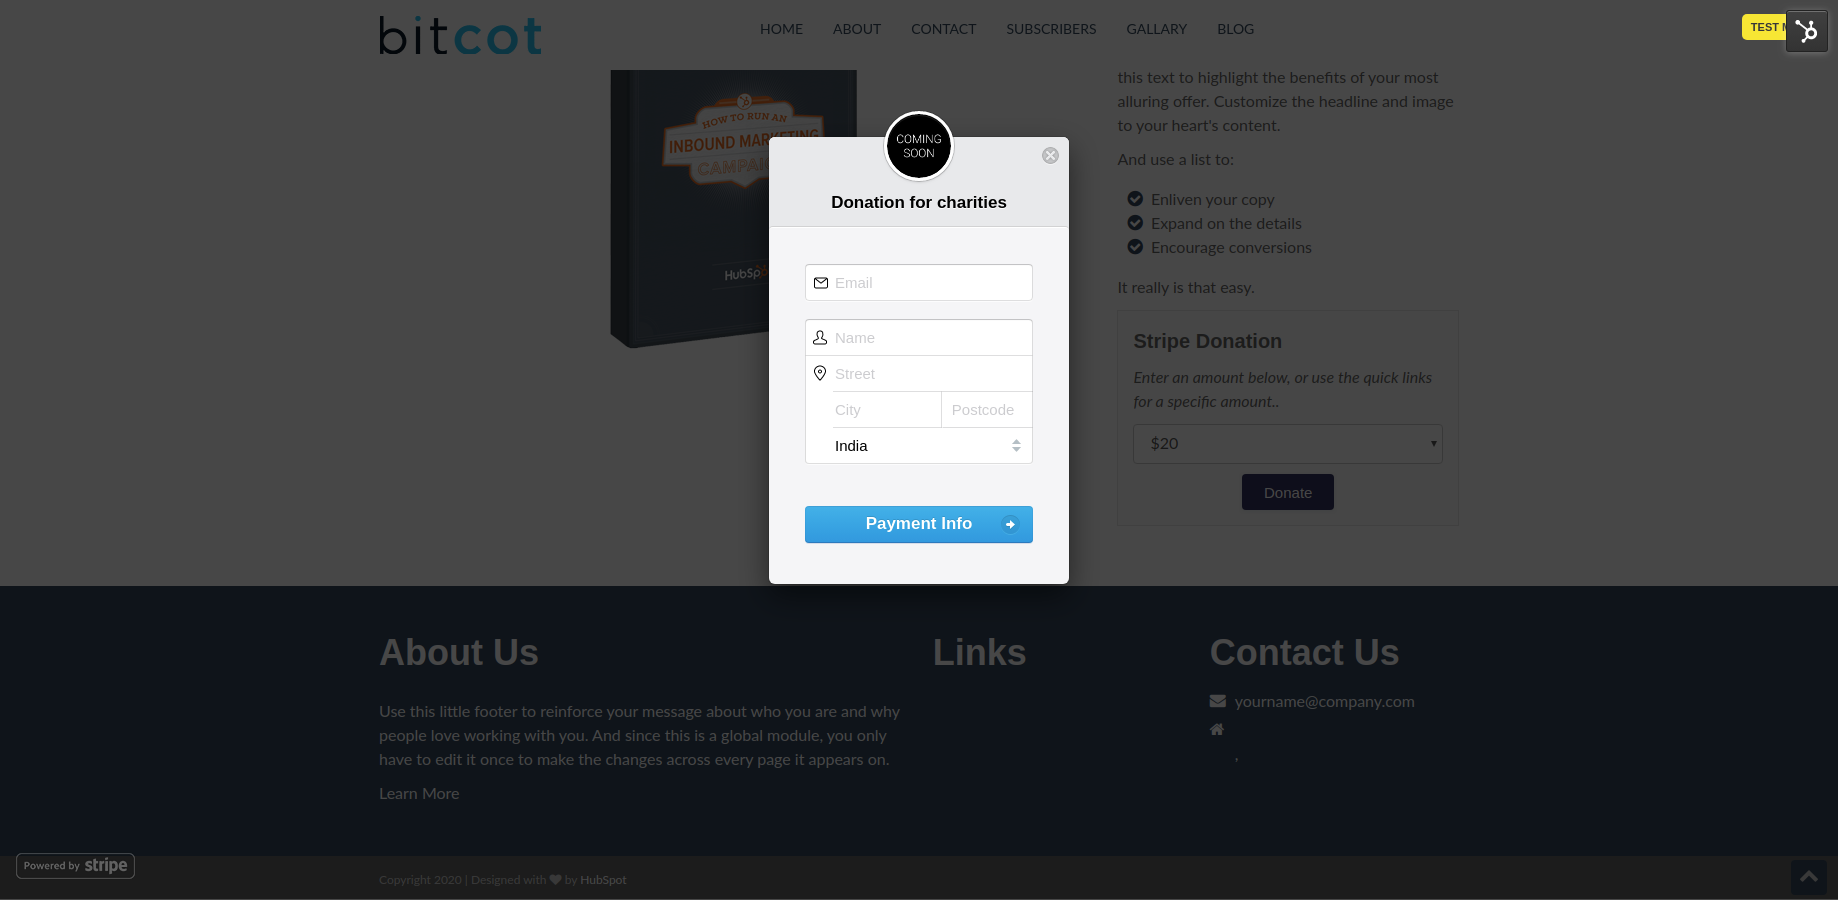 bitcot
HOME ABOUT CONTACT SUBSCRIBERS GALLARY BLOG
TEST
HOW TO RUN AN
INBOUND MARKETING
HubSp
this text to highlight the benefits of your most
alluring offer. Customize the headline and image
to your heart's content.
And use a list to:
Enliven your copy
Expand on the details
Encourage conversions
It really is that easy.
Stripe Donation
Enter an amount below, or use the quick links
for a specific amount..
$20
Donate
COMING
SOON
Donation for charities
Email
Name
Street
City Postcode
India
Payment Info
About Us
Use this little footer to reinforce your message about who you are and why
people love working with you. And since this is a global module, you only
have to edit it once to make the changes across every page it appears on.
Learn More
Links
Contact Us
yourname@company.com
,
Powered by stripe
Copyright 2020 | Designed with by HubSpot